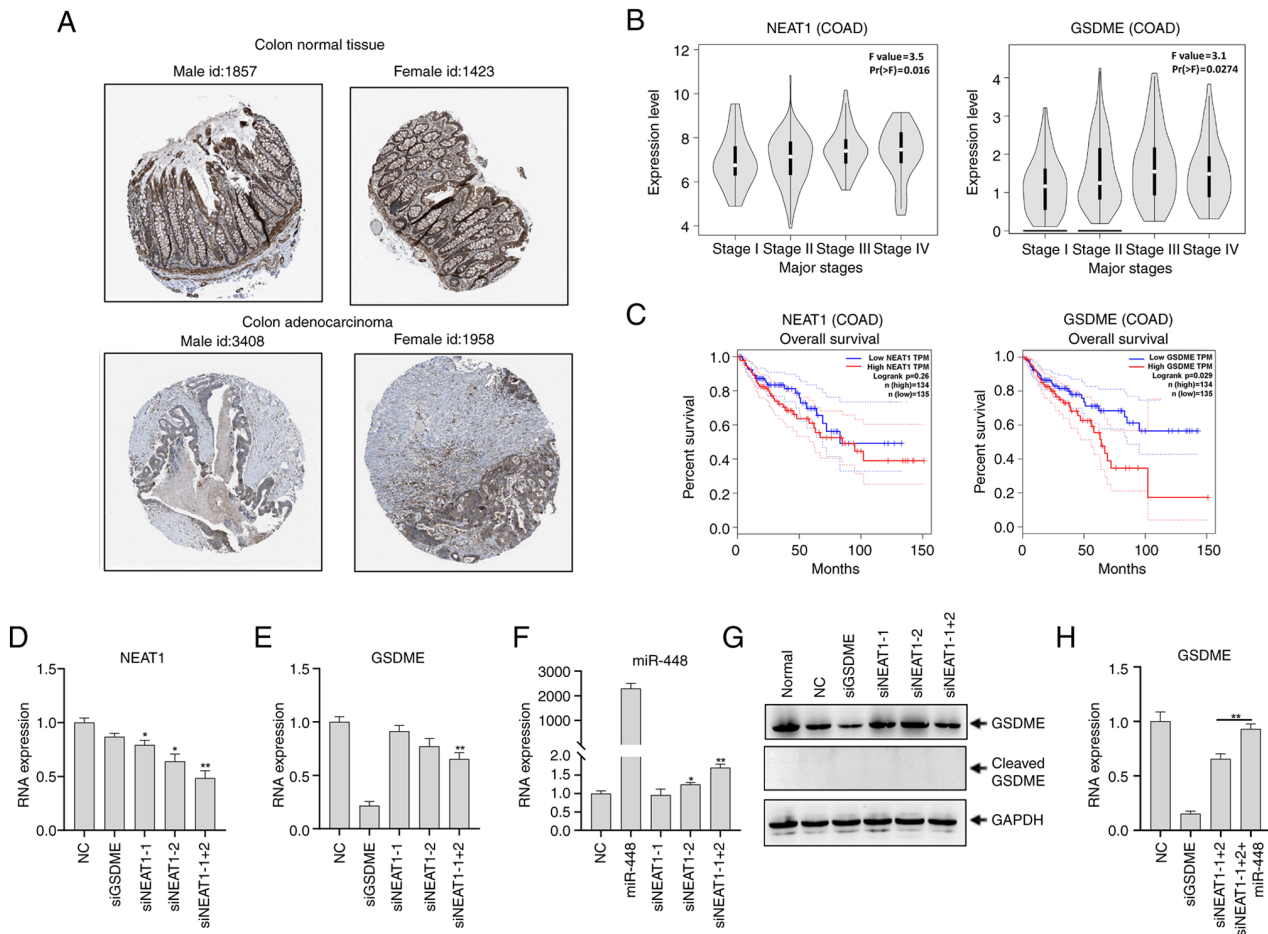 A
Colon normal tissue
Male id:1857
Female id:1423
Colon adenocarcinoma
Male id:3408
Female id:1958
B
NEAT1 (COAD)
F value=3.5
Pr(>F)=0.016
Expression level
12
10
8
6
4
Stage I Stage II Stage III Stage IV
Major stages
GSDME (COAD)
F value=3.1
Pr(>F)=0.0274
Expression level
4
3
2
1
0
Stage I Stage II Stage III Stage IV
Major stages
C
NEAT1 (COAD)
Overall survival
Low NEAT1 TPM
High NEAT1 TPM
Logrank p=0.26
n (high)=134
n (low)=135
Percent survival
1.0
0.8
0.6
0.4
0.2
0.0
0 50 100 150
Months
GSDME (COAD)
Overall survival
Low GSDME TPM
High GSDME TPM
Logrank p=0.029
n (high)=134
n (low)=135
Percent survival
1.0
0.8
0.6
0.4
0.2
0.0
0 50 100 150
Months
D
NEAT1
RNA expression
1.5
1.0
0.5
0.0
* * **
NC
siGSDME
siNEAT1-1
siNEAT1-2
siNEAT1-1+2
E
GSDME
RNA expression
1.5
1.0
0.5
0.0
**
NC
siGSDME
siNEAT1-1
siNEAT1-2
siNEAT1-1+2
F
miR-448
RNA expression
3000
2000
1000
2.0
1.5
1.0
0.5
0.0
* **
NC
miR-448
siNEAT1-1
siNEAT1-2
siNEAT1-1+2
G
Normal
NC
siGSDME
siNEAT1-1
siNEAT1-2
siNEAT1-1+2
GSDME
Cleaved
GSDME
GAPDH
H
GSDME
RNA expression
1.5
1.0
0.5
0.0
**
NC
siGSDME
siNEAT1-1+2
siNEAT1-1+2+
miR-448